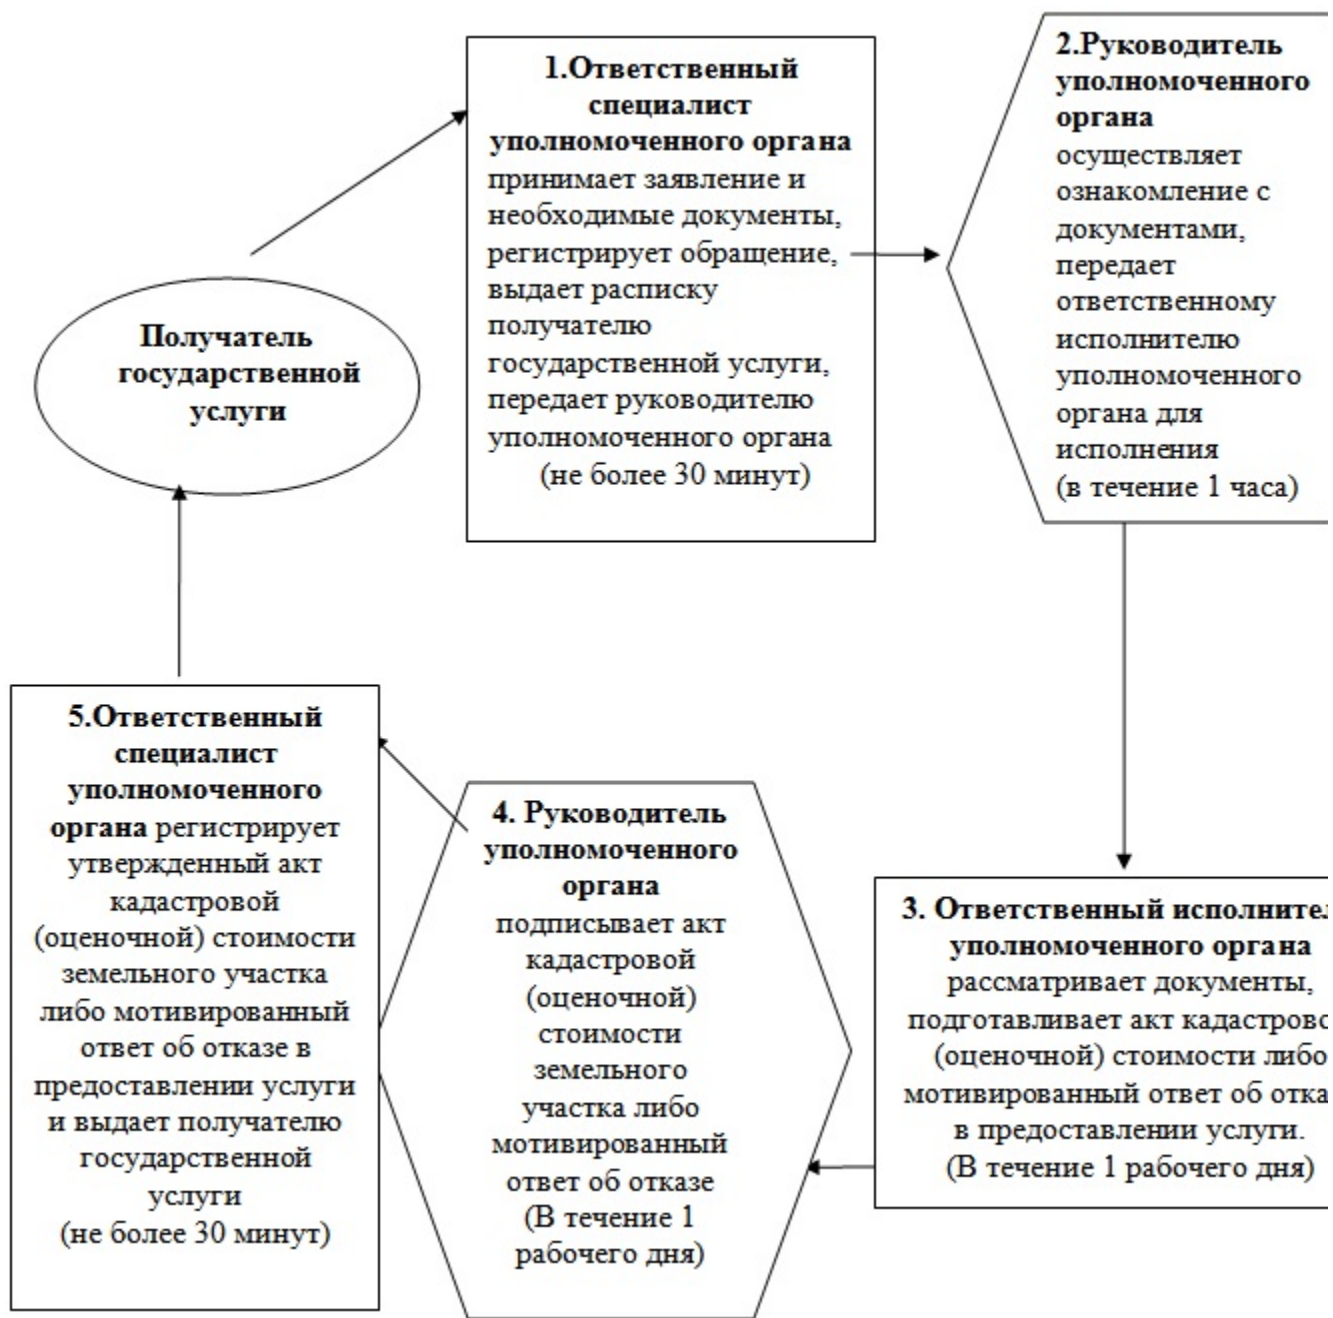 1.Ответственный
специалист
уполномоченного органа
принимает заявление и
необходимые документы,
регистрирует обращение,
выдает расписку
получателю
государственной услуги,
передает руководителю
уполномоченного органа
(не более 30 минут)
2.Руководитель
уполномоченного
органа
осуществляет
ознакомление с
документами,
передает
ответственному
исполнителю
уполномоченного
органа для
исполнения
(в течение 1 часа)
Получатель
государственной
услуги
3. Ответственный исполнител
уполномоченного органа
рассматривает документы,
подготавливает акт кадастрово
(оценочной) стоимости либо
мотивированный ответ об отка
в предоставлении услуги.
(В течение 1 рабочего дня)
4. Руководитель
уполномоченного
органа
подписывает акт
кадастровой
(оценочной)
стоимости
земельного
участка либо
мотивированный
ответ об отказе
(В течение 1
рабочего дня)
5.Ответственный
специалист
уполномоченного
органа регистрирует
утвержденный акт
кадастровой
(оценочной) стоимости
земельного участка
либо мотивированный
ответ об отказе в
предоставлении услуги
и выдает получателю
государственной
услуги
(не более 30 минут)